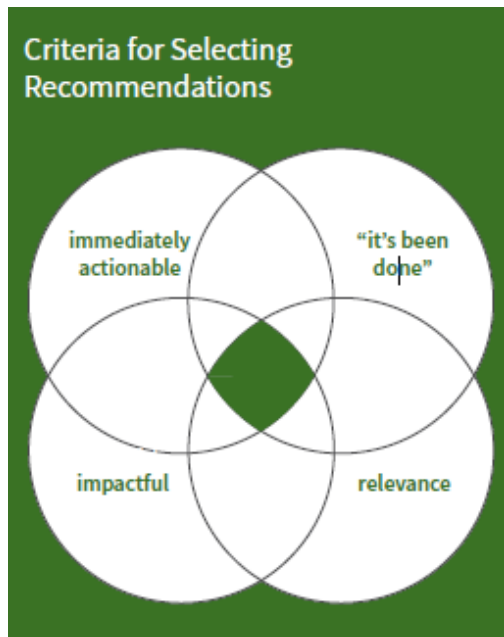 Criteria for Selecting
Recommendations
immediately
actionable
“it’s been
done”
impactful
relevance